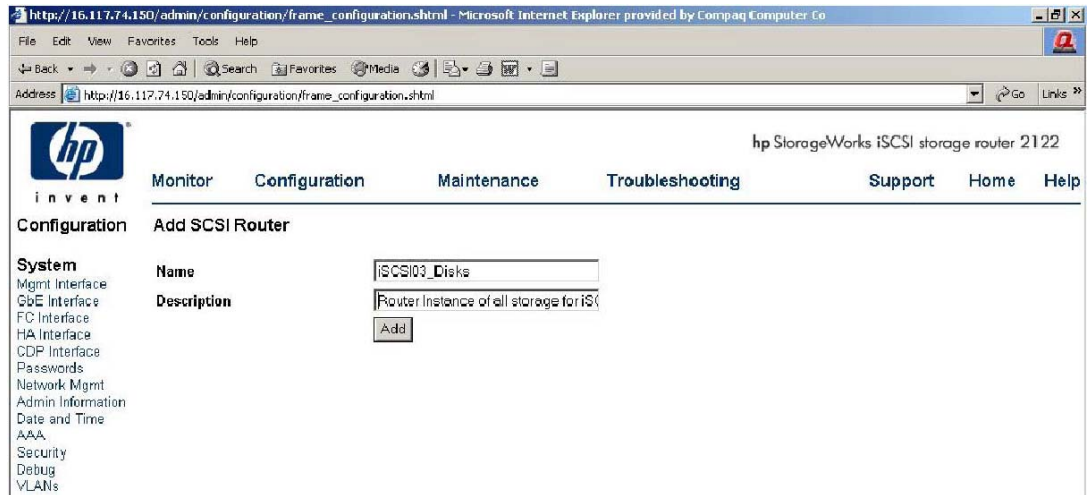 http://16.117.74.150/admin/configuration/frame_configuration.shtml - Microsoft Internet Explorer provided by Compaq Computer Co
File Edit View Favorites Tools Help
Back Search Favorites Media
Address http://16.117.74.150/admin/configuration/frame_configuration.shtml Go Links »
hp
invent
hp StorageWorks iSCSI storage router 2122
Monitor Configuration Maintenance Troubleshooting Support Home Help
Configuration
Add SCSI Router
System
Mgmt Interface
GbE Interface
FC Interface
HA Interface
CDP Interface
Passwords
Network Mgmt
Admin Information
Date and Time
AAA
Security
Debug
VLANs
Name iSCSI03_Disks
Description Router Instance of all storage for iSC
Add